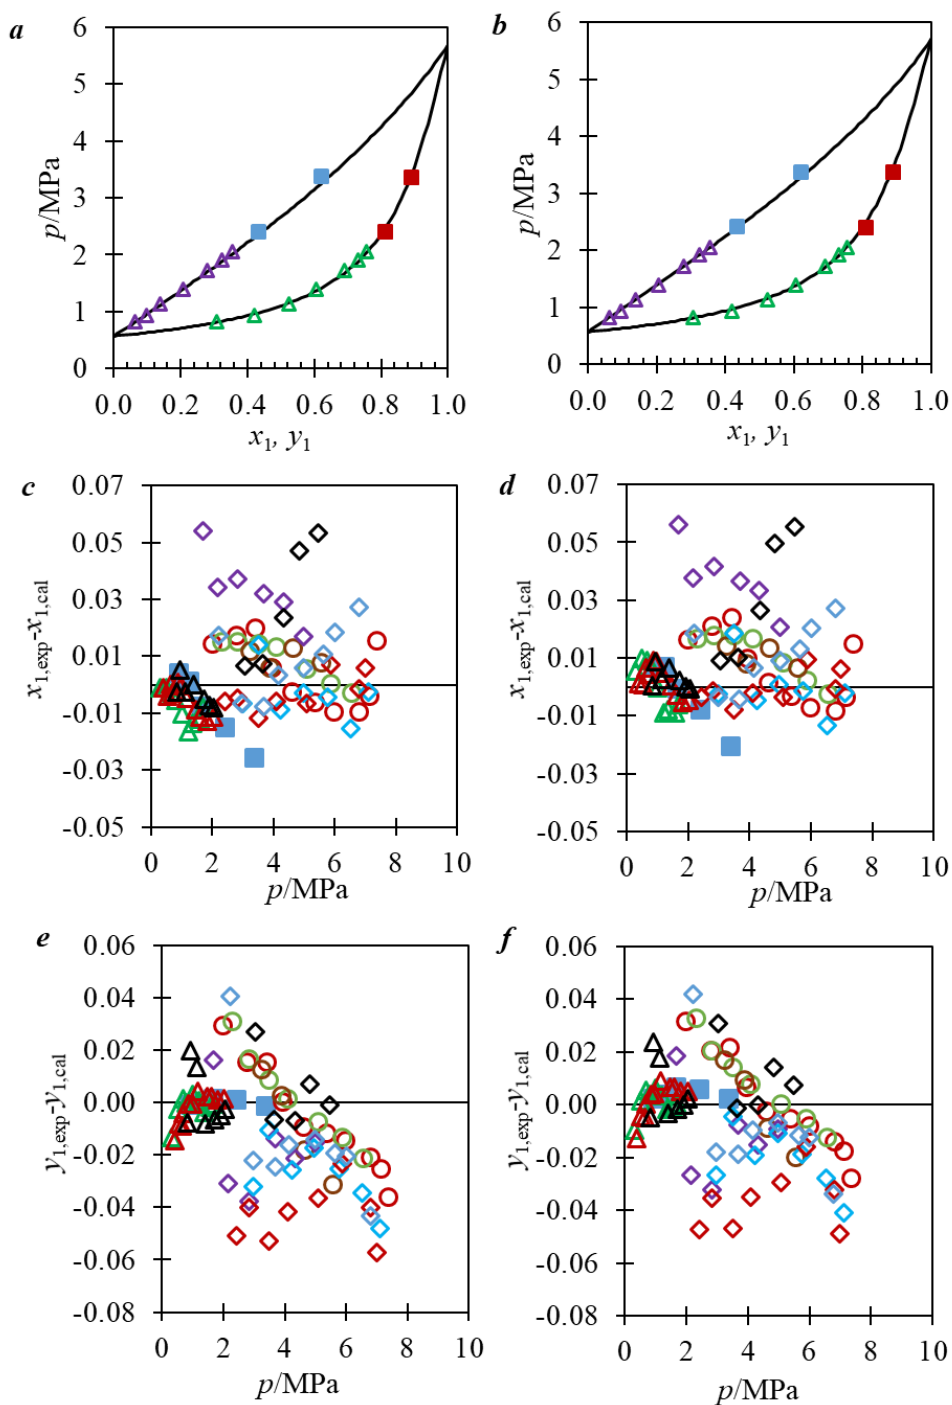 a
p/MPa
6
5
4
3
2
1
0
0.0 0.2 0.4 0.6 0.8 1.0
x1, y1
b
p/MPa
6
5
4
3
2
1
0
0.0 0.2 0.4 0.6 0.8 1.0
x1, y1
c
x1,exp-x1,cal
0.07
0.05
0.03
0.01
-0.01
-0.03
-0.05
0 2 4 6 8 10
p/MPa
d
x1,exp-x1,cal
0.07
0.05
0.03
0.01
-0.01
-0.03
-0.05
0 2 4 6 8 10
p/MPa
e
y1,exp-y1,cal
0.06
0.04
0.02
0.00
-0.02
-0.04
-0.06
-0.08
0 2 4 6 8 10
p/MPa
f
y1,exp-y1,cal
0.06
0.04
0.02
0.00
-0.02
-0.04
-0.06
-0.08
0 2 4 6 8 10
p/MPa